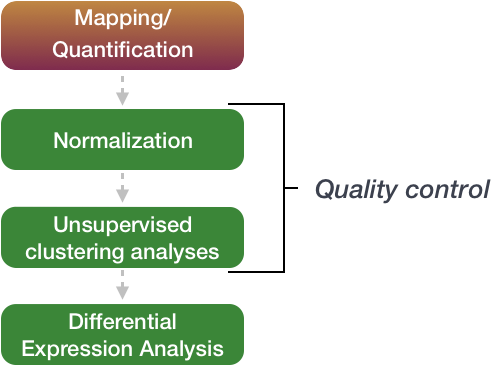 Mapping/
Quantification
Normalization
Quality control
Unsupervised
clustering analyses
Differential
Expression Analysis